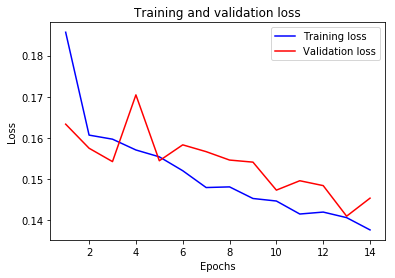 Training and validation loss
Training loss
Validation loss
0.18
0.17
0.16
0.15
0.14
Loss
2 4 6 8 10 12 14
Epochs